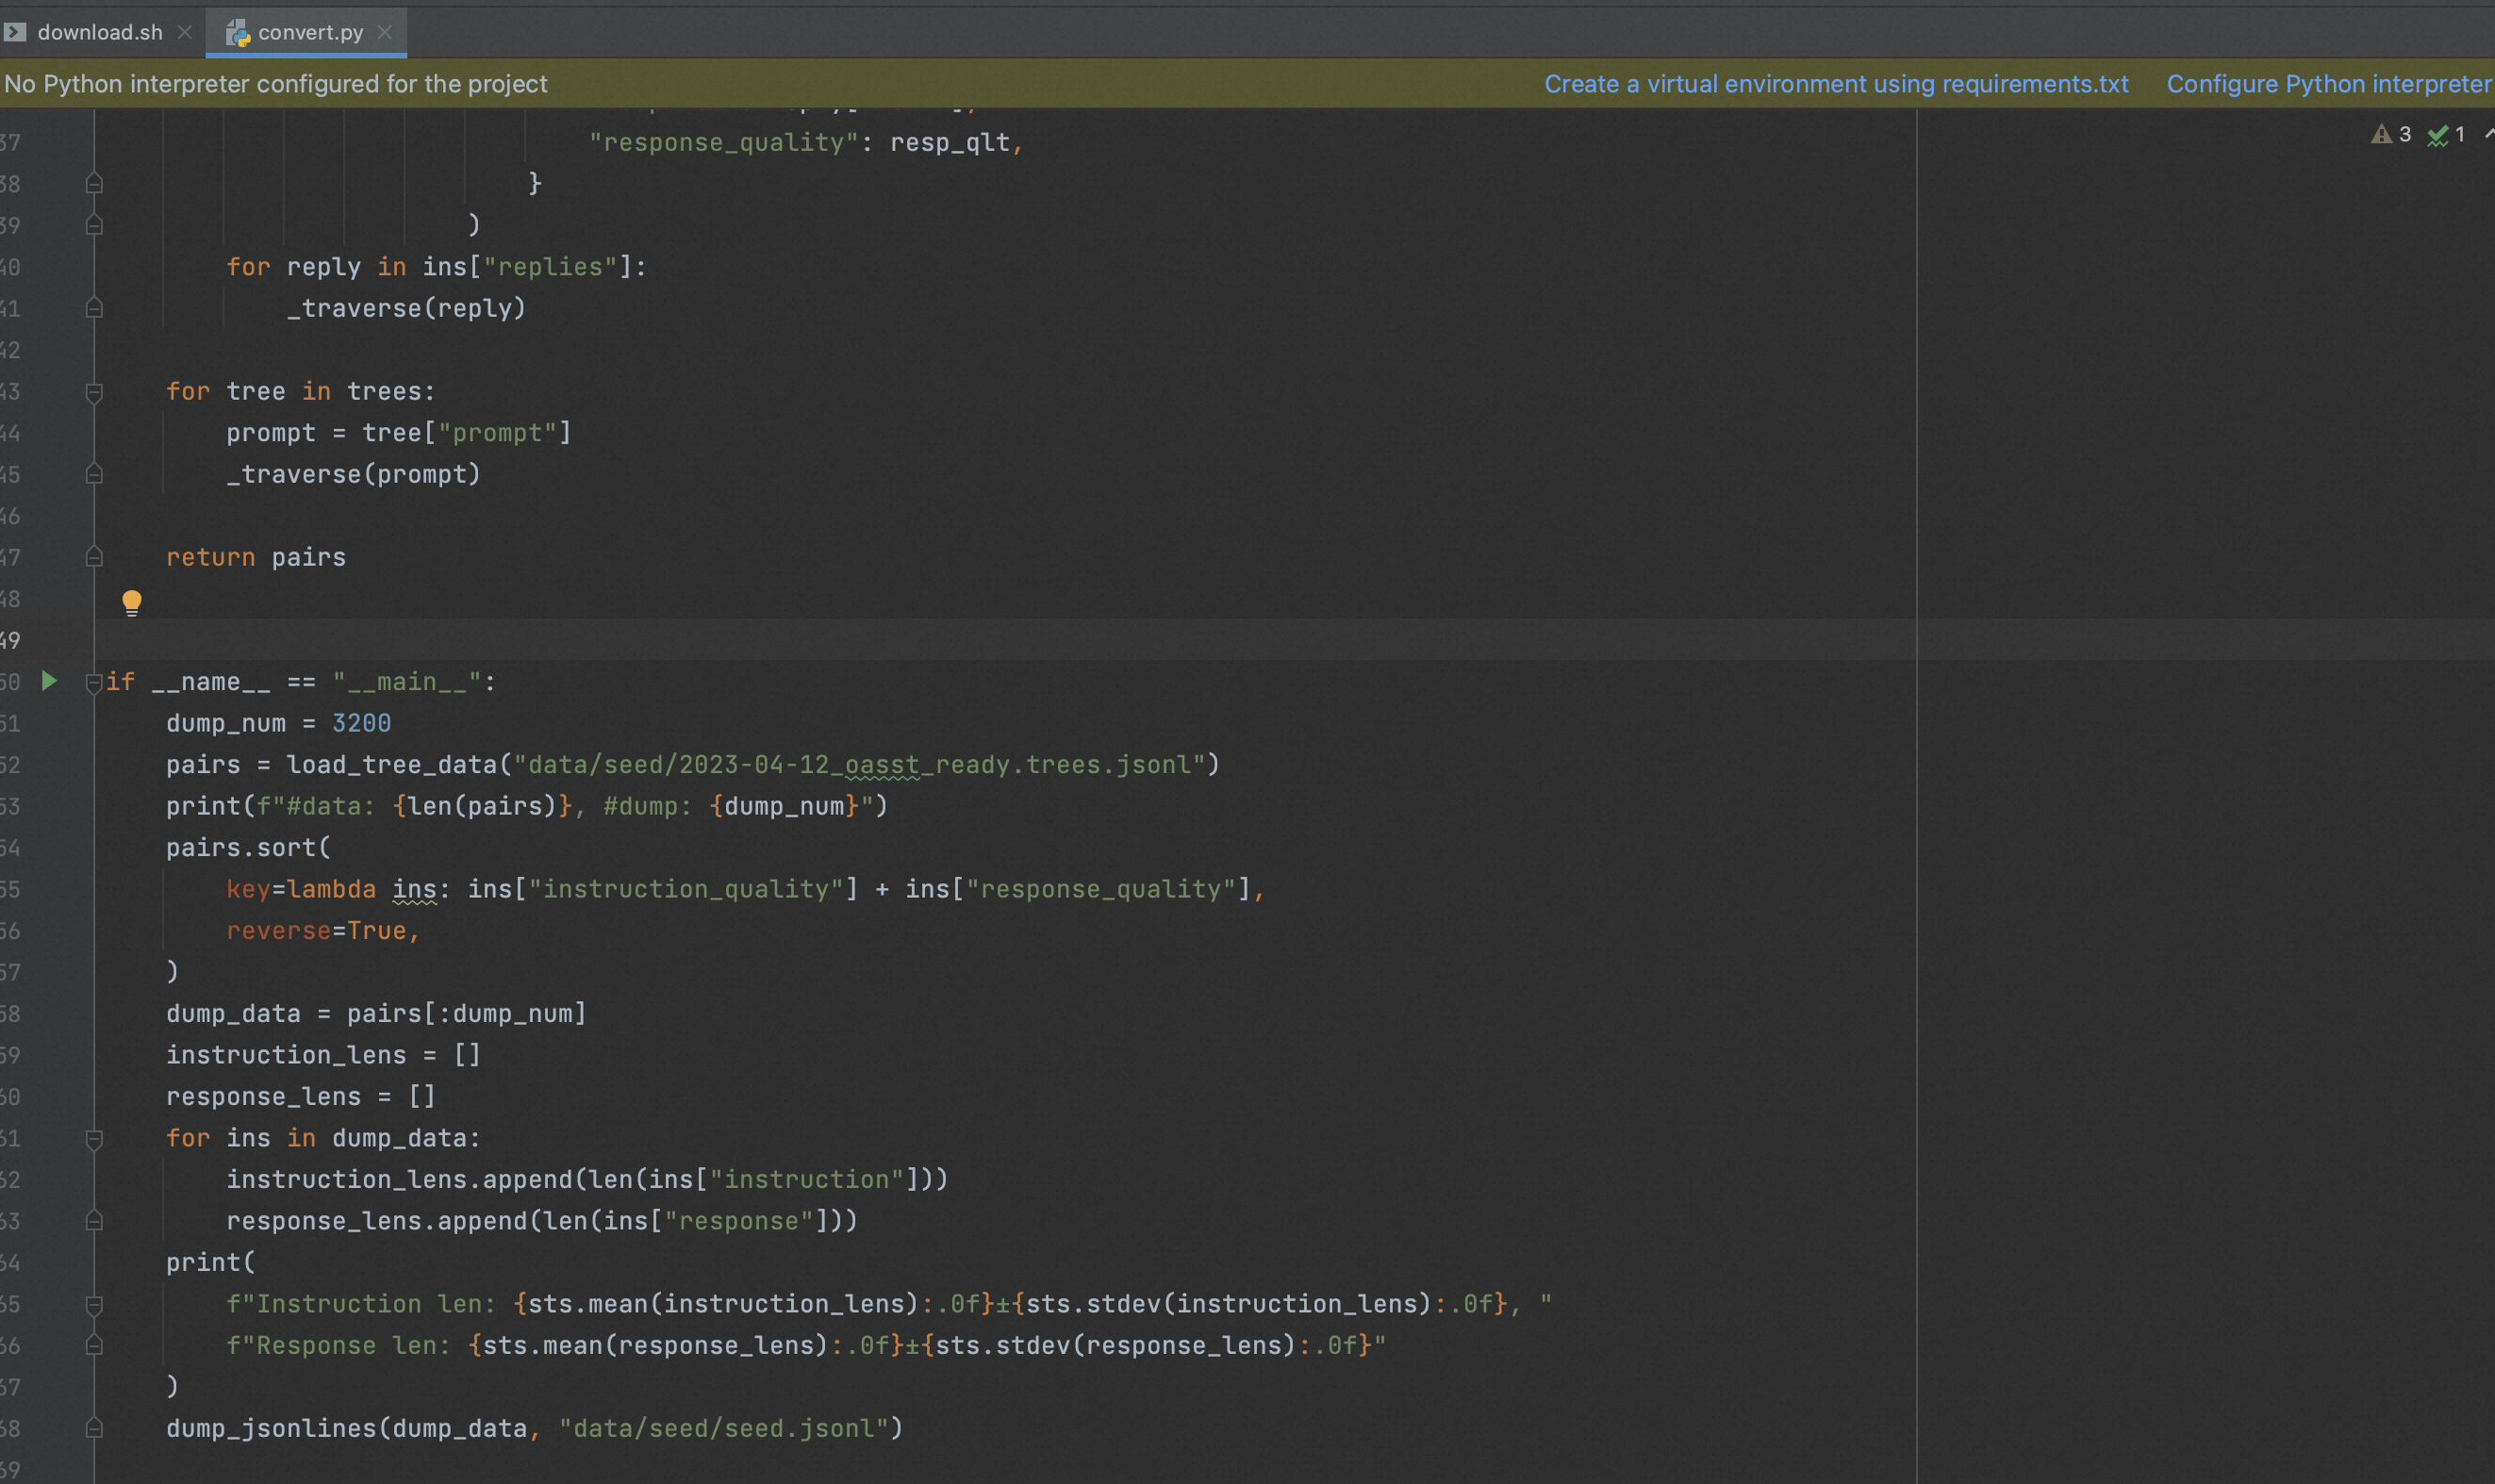 download.sh convert.py
No Python interpreter configured for the project Create a virtual environment using requirements.txt Configure Python interpreter
37 "response_quality": resp_qlt, 3 1
38 }
39 )
40 for reply in ins["replies"]:
41 _traverse(reply)
42
43 for tree in trees:
44 prompt = tree["prompt"]
45 _traverse(prompt)
46
47 return pairs
48
49
50 if __name__ == "__main__":
51 dump_num = 3200
52 pairs = load_tree_data("data/seed/2023-04-12_oasst_ready.trees.jsonl")
53 print(f"#data: {len(pairs)}, #dump: {dump_num}")
54 pairs.sort(
55 key=lambda ins: ins["instruction_quality"] + ins["response_quality"],
56 reverse=True,
57 )
58 dump_data = pairs[:dump_num]
59 instruction_lens = []
60 response_lens = []
61 for ins in dump_data:
62 instruction_lens.append(len(ins["instruction"]))
63 response_lens.append(len(ins["response"]))
64 print(
65 f"Instruction len: {sts.mean(instruction_lens):.0f}±{sts.stdev(instruction_lens):.0f}, "
66 f"Response len: {sts.mean(response_lens):.0f}±{sts.stdev(response_lens):.0f}"
67 )
68 dump_jsonlines(dump_data, "data/seed/seed.jsonl")
69